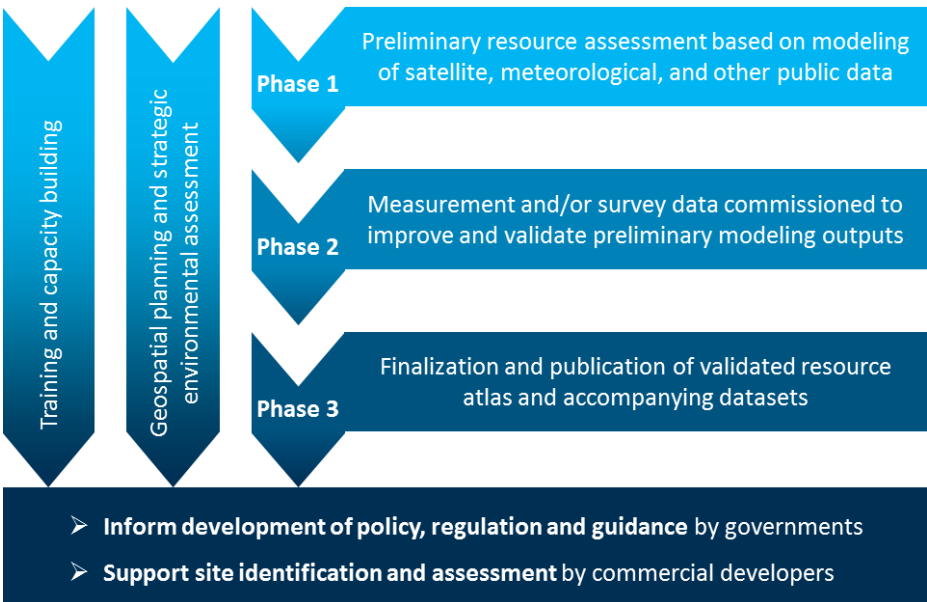 Training and capacity building
Geospatial planning and strategic
environmental assessment
Phase 1
Preliminary resource assessment based on modeling
of satellite, meteorological, and other public data
Phase 2
Measurement and/or survey data commissioned to
improve and validate preliminary modeling outputs
Phase 3
Finalization and publication of validated resource
atlas and accompanying datasets
➢ Inform development of policy, regulation and guidance by governments
➢ Support site identification and assessment by commercial developers